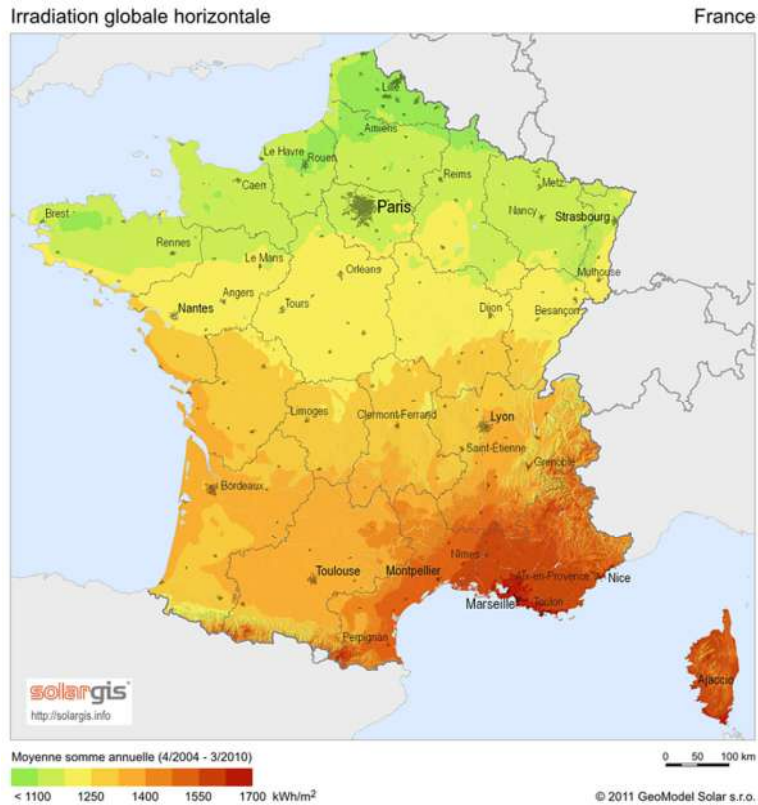 Irradiation globale horizontale
France
Lille
Amiens
Le Havre
Rouen
Reims
Metz
Caen
Paris
Nancy
Strasbourg
Brest
Rennes
Le Mans
Orléans
Mulhouse
Angers
Nantes
Tours
Dijon
Besançon
Limoges
Clermont-Ferrand
Lyon
Saint-Étienne
Grenoble
Bordeaux
Nîmes
Toulouse
Montpellier
Aix-en-Provence
Nice
Marseille
Toulon
Perpignan
Ajaccio
solargis
http://solargis.info
Moyenne somme annuelle (4/2004 - 3/2010)
0 50 100 km
< 1100 1250 1400 1550 1700 kWh/m²
© 2011 GeoModel Solar s.r.o.